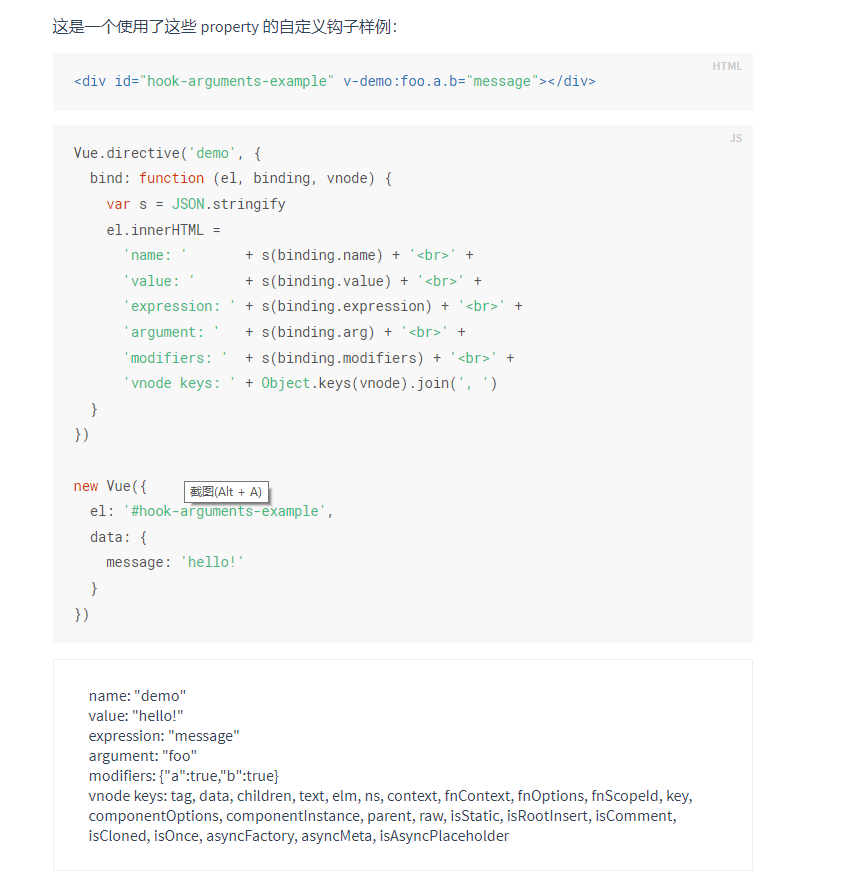 这是一个使用了这些 property 的自定义钩子样例：
HTML
<div id="hook-arguments-example" v-demo:foo.a.b="message"></div>
JS
Vue.directive('demo', {
  bind: function (el, binding, vnode) {
    var s = JSON.stringify
    el.innerHTML =
      'name: '       + s(binding.name) + '<br>' +
      'value: '      + s(binding.value) + '<br>' +
      'expression: ' + s(binding.expression) + '<br>' +
      'argument: '   + s(binding.arg) + '<br>' +
      'modifiers: '  + s(binding.modifiers) + '<br>' +
      'vnode keys: ' + Object.keys(vnode).join(', ')
  }
})
new Vue({
截图(Alt + A)
  el: '#hook-arguments-example',
  data: {
    message: 'hello!'
  }
})
name: "demo"
value: "hello!"
expression: "message"
argument: "foo"
modifiers: {"a":true,"b":true}
vnode keys: tag, data, children, text, elm, ns, context, fnContext, fnOptions, fnScopeId, key,
componentOptions, componentInstance, parent, raw, isStatic, isRootInsert, isComment,
isCloned, isOnce, asyncFactory, asyncMeta, isAsyncPlaceholder